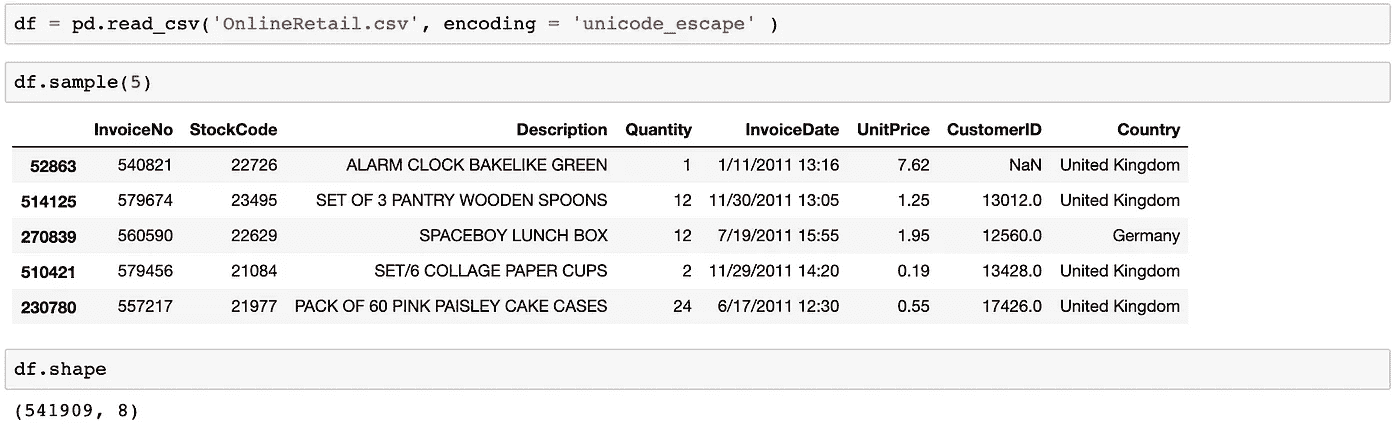 df = pd.read_csv('OnlineRetail.csv', encoding = 'unicode_escape' )
df.sample(5)
InvoiceNo StockCode Description Quantity InvoiceDate UnitPrice CustomerID Country
52863 540821 22726 ALARM CLOCK BAKELIKE GREEN 1 1/11/2011 13:16 7.62 NaN United Kingdom
514125 579674 23495 SET OF 3 PANTRY WOODEN SPOONS 12 11/30/2011 13:05 1.25 13012.0 United Kingdom
270839 560590 22629 SPACEBOY LUNCH BOX 12 7/19/2011 15:55 1.95 12560.0 Germany
510421 579456 21084 SET/6 COLLAGE PAPER CUPS 2 11/29/2011 14:20 0.19 13428.0 United Kingdom
230780 557217 21977 PACK OF 60 PINK PAISLEY CAKE CASES 24 6/17/2011 12:30 0.55 17426.0 United Kingdom
df.shape
(541909, 8)